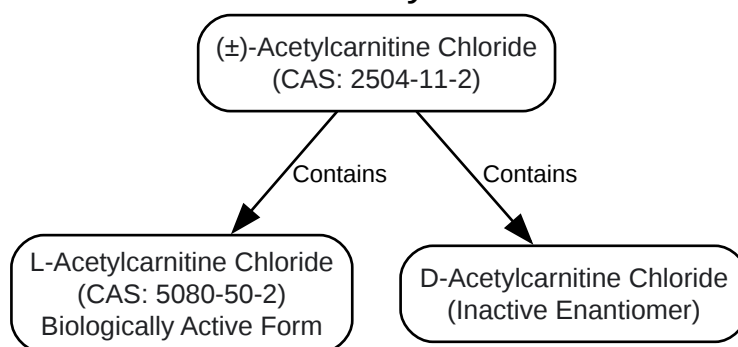 (±)-Acetylcarnitine Chloride
(CAS: 2504-11-2)
Contains
Contains
L-Acetylcarnitine Chloride
(CAS: 5080-50-2)
Biologically Active Form
D-Acetylcarnitine Chloride
(Inactive Enantiomer)